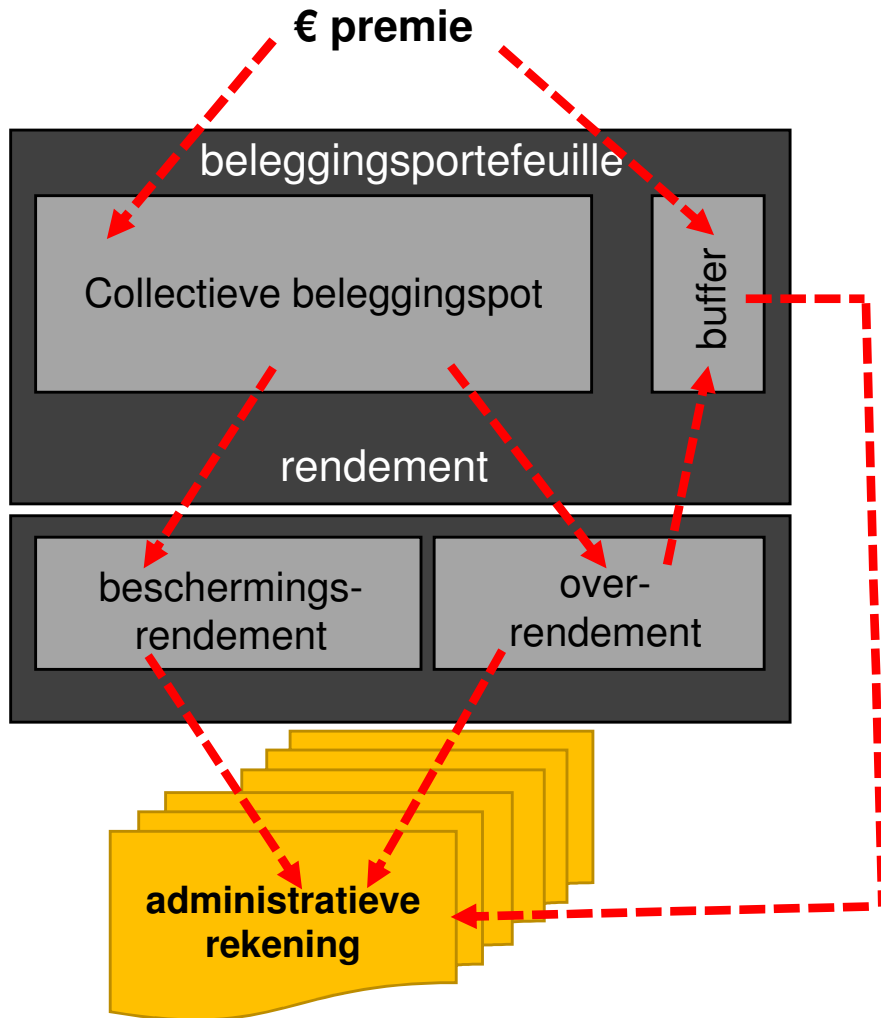 € premie
beleggingsportefeuille
Collectieve beleggingspot
buffer
rendement
beschermings-
rendement
over-
rendement
administratieve
rekening